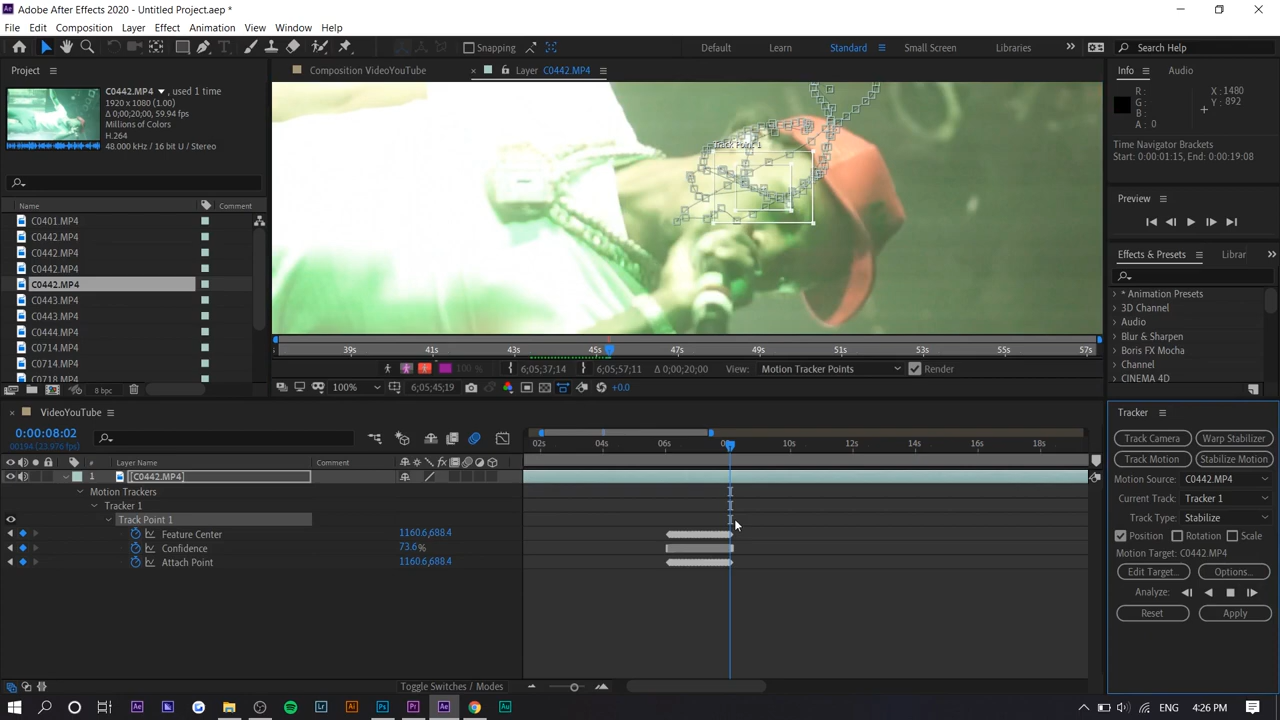 Adobe After Effects 2020 - Untitled Project.aep *
File Edit Composition Layer Effect Animation View Window Help
Snapping
Default Learn Standard Small Screen Libraries
Search Help
Project
Composition VideoYouTube
Layer C0442.MP4
Info Audio
C0442.MP4 , used 1 time
1920 x 1080 (1.00)
Δ 0;00;20;00, 59.94 fps
Millions of Colors
H.264
48.000 kHz / 16 bit U / Stereo
R :
G :
B :
A : 0
X : 1480
Y : 892
Time Navigator Brackets
Start: 0:00:01:15, End: 0:00:19:08
Track Point 1
Preview
Effects & Presets Librar
Name Comment
C0401.MP4
C0442.MP4
C0442.MP4
C0442.MP4
C0442.MP4
C0443.MP4
C0443.MP4
C0444.MP4
C0714.MP4
C0714.MP4
C0718.MP4
* Animation Presets
3D Channel
Audio
Blur & Sharpen
Boris FX Mocha
Channel
CINEMA 4D
39s 41s 43s 45s 47s 49s 51s 53s 55s 57s
100% 6;05;37;14 6;05;57;11 Δ 0;00;20;00 View: Motion Tracker Points Render
8 bpc
100% 6;05;45;19 +0.0
VideoYouTube
0:00:08:02
00194 (23.976 fps)
02s 04s 06s 08s 10s 12s 14s 16s 18s
# Layer Name Comment
1 [C0442.MP4]
Motion Trackers
Tracker 1
Track Point 1
Feature Center 1160.6,688.4
Confidence 73.6%
Attach Point 1160.6,688.4
Toggle Switches / Modes
Tracker
Track Camera Warp Stabilizer
Track Motion Stabilize Motion
Motion Source: C0442.MP4
Current Track: Tracker 1
Track Type: Stabilize
Position Rotation Scale
Motion Target: C0442.MP4
Edit Target... Options...
Analyze:
Reset Apply
ENG 4:26 PM